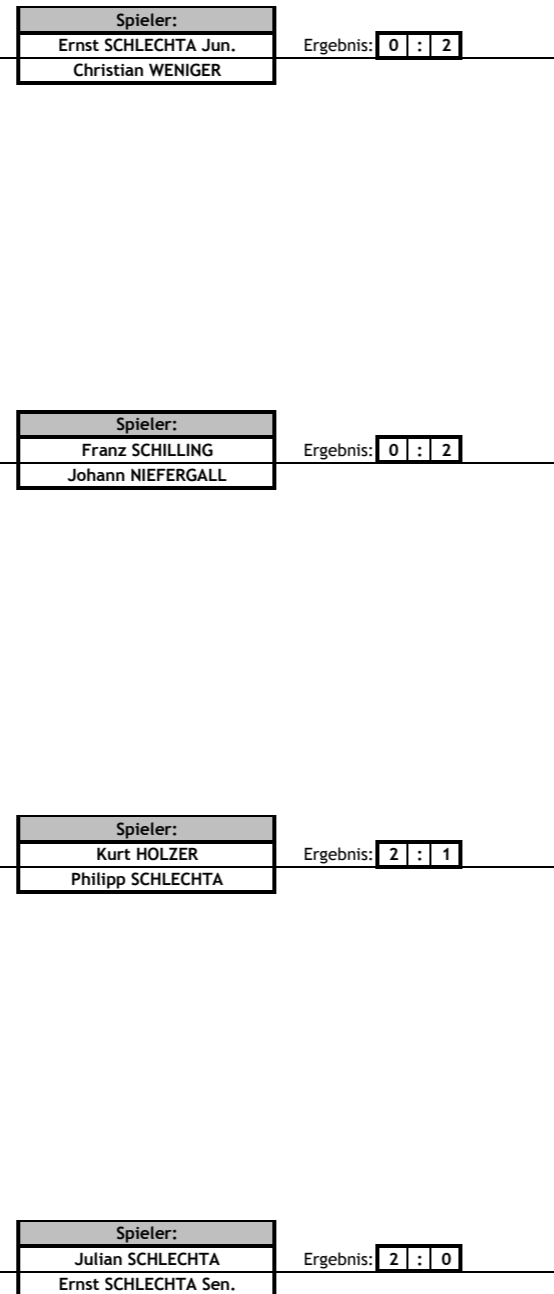 Spieler:
Ernst SCHLECHTA Jun. Ergebnis: 0 : 2
Christian WENIGER
Spieler:
Franz SCHILLING Ergebnis: 0 : 2
Johann NIEFERGALL
Spieler:
Kurt HOLZER Ergebnis: 2 : 1
Philipp SCHLECHTA
Spieler:
Julian SCHLECHTA Ergebnis: 2 : 0
Ernst SCHLECHTA Sen.